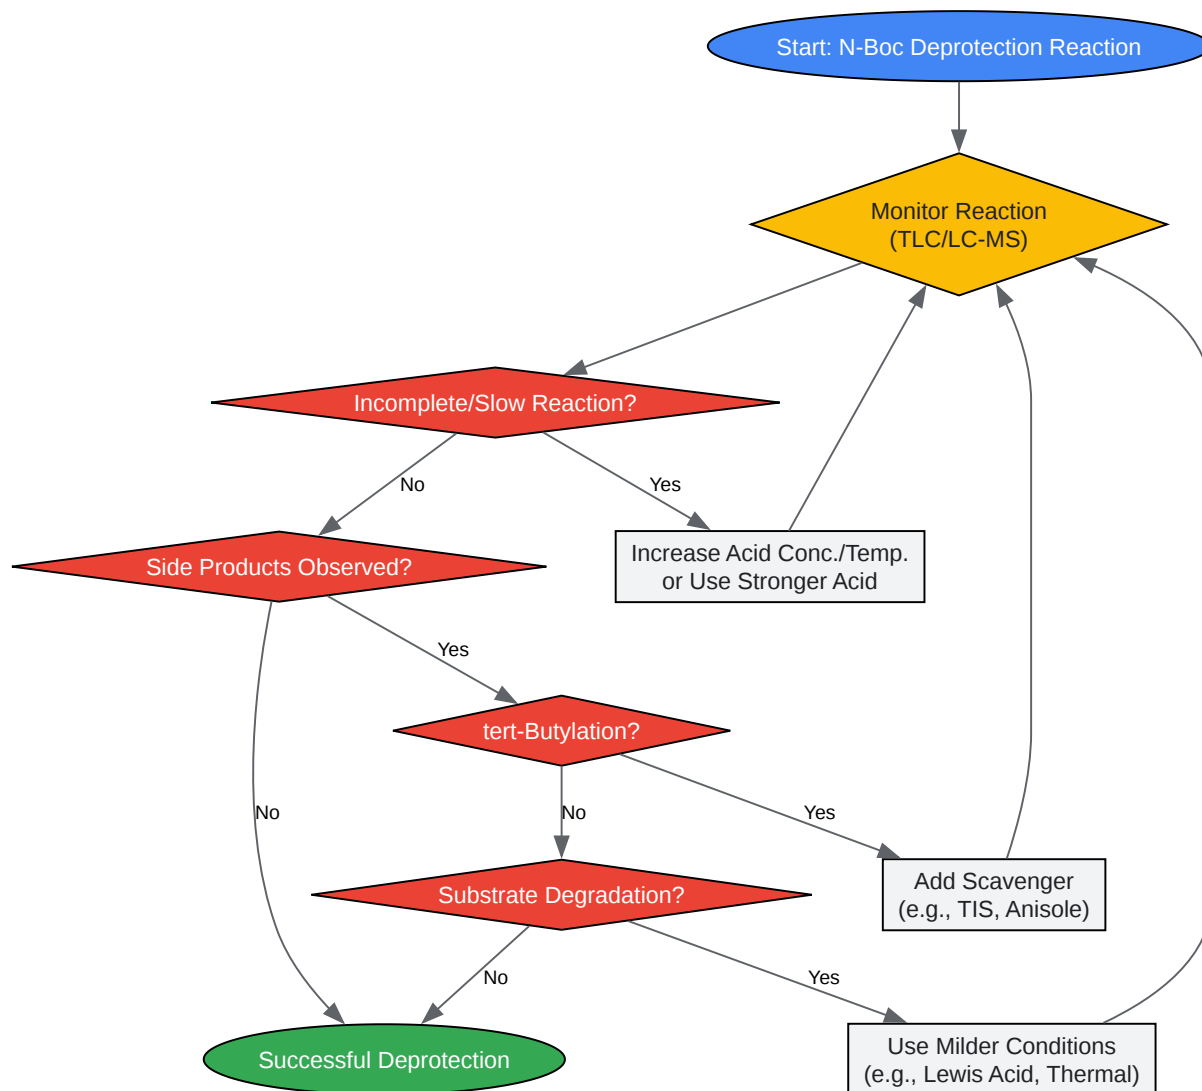 Start: N-Boc Deprotection Reaction
Monitor Reaction
(TLC/LC-MS)
Incomplete/Slow Reaction?
No
Yes
Side Products Observed?
Increase Acid Conc./Temp.
or Use Stronger Acid
Yes
tert-Butylation?
No
No
Yes
Substrate Degradation?
Add Scavenger
(e.g., TIS, Anisole)
No
Yes
Successful Deprotection
Use Milder Conditions
(e.g., Lewis Acid, Thermal)